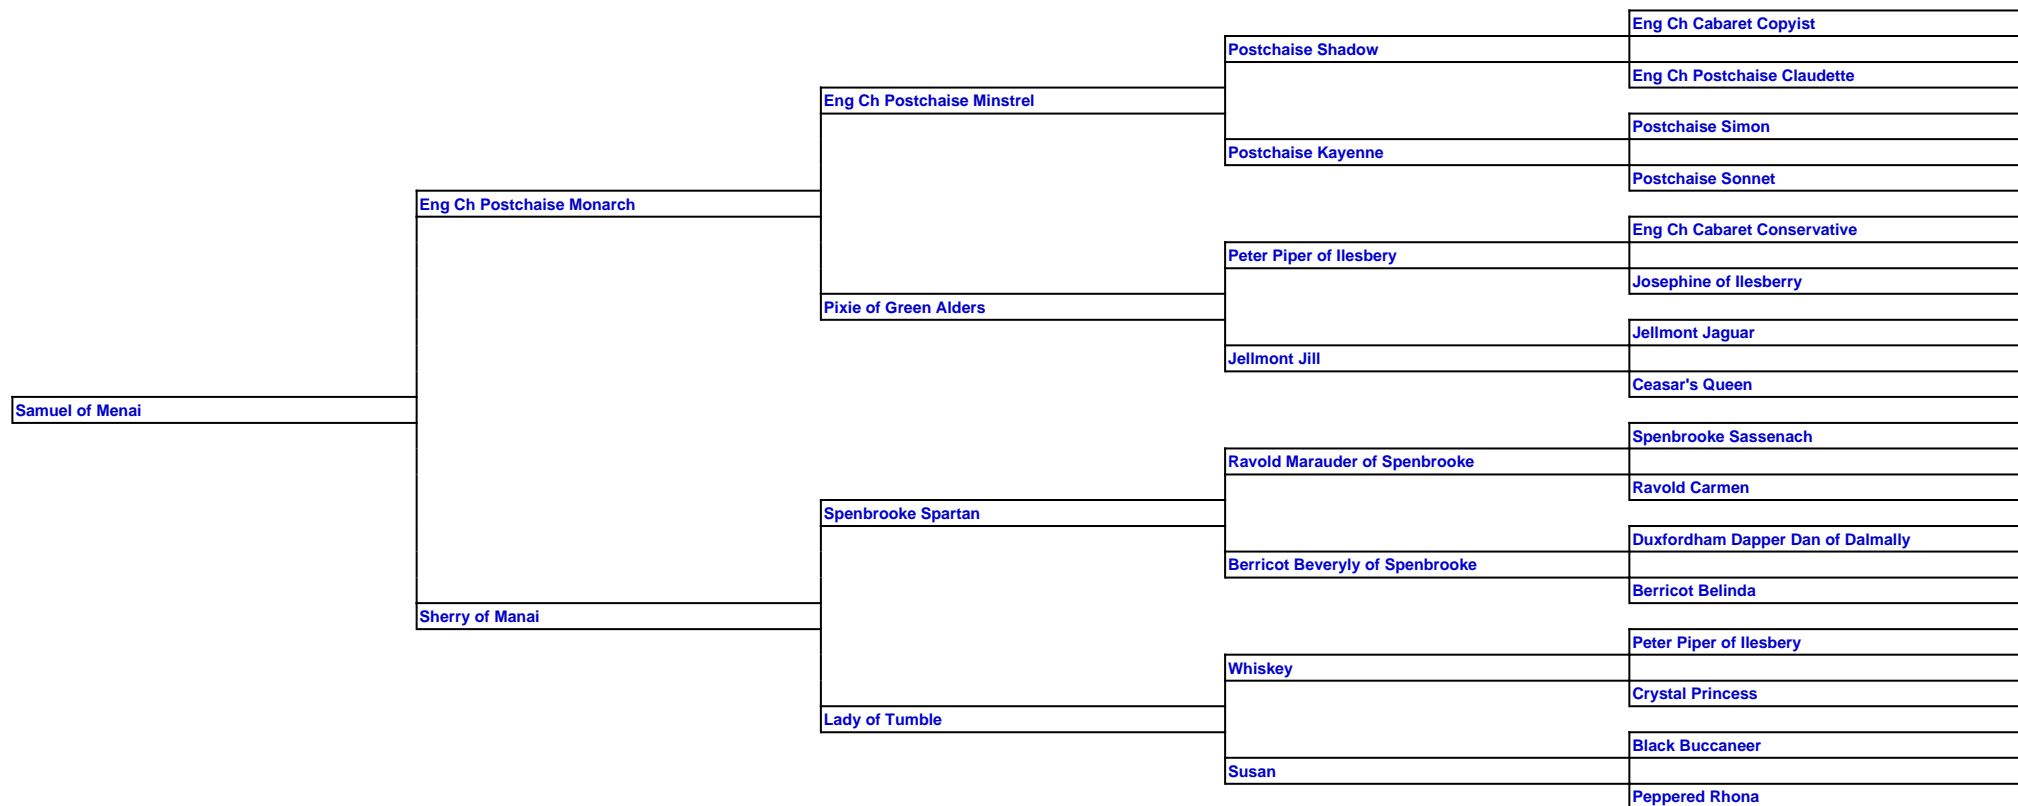 Eng Ch Cabaret Copyist
Postchaise Shadow
Eng Ch Postchaise Claudette
Eng Ch Postchaise Minstrel
Postchaise Simon
Postchaise Kayenne
Postchaise Sonnet
Eng Ch Postchaise Monarch
Eng Ch Cabaret Conservative
Peter Piper of Ilesbery
Josephine of Ilesberry
Pixie of Green Alders
Jellmont Jaguar
Jellmont Jill
Ceasar's Queen
Samuel of Menai
Spenbrooke Sassenach
Ravold Marauder of Spenbrooke
Ravold Carmen
Spenbrooke Spartan
Duxfordham Dapper Dan of Dalmally
Berricot Beveryly of Spenbrooke
Berricot Belinda
Sherry of Manai
Peter Piper of Ilesbery
Whiskey
Crystal Princess
Lady of Tumble
Black Buccaneer
Susan
Peppered Rhona